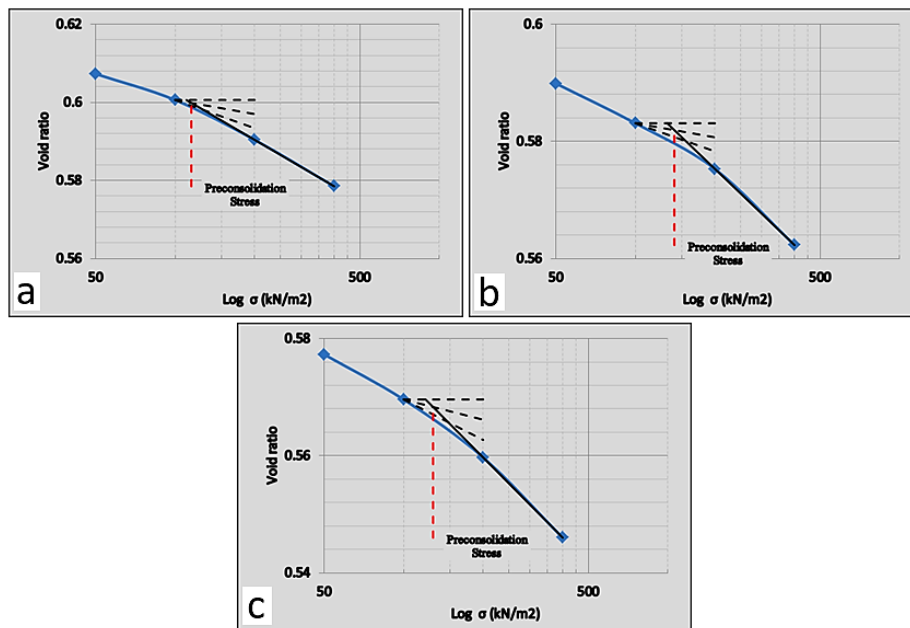 0.62
0.6
0.58
0.56
Void ratio
50
500
Log σ (kN/m2)
Preconsolidation
Stress
a
0.6
0.58
0.56
Void ratio
50
500
Log σ (kN/m2)
Preconsolidation
Stress
b
0.58
0.56
0.54
Void ratio
50
500
Log σ (kN/m2)
Preconsolidation
Stress
c